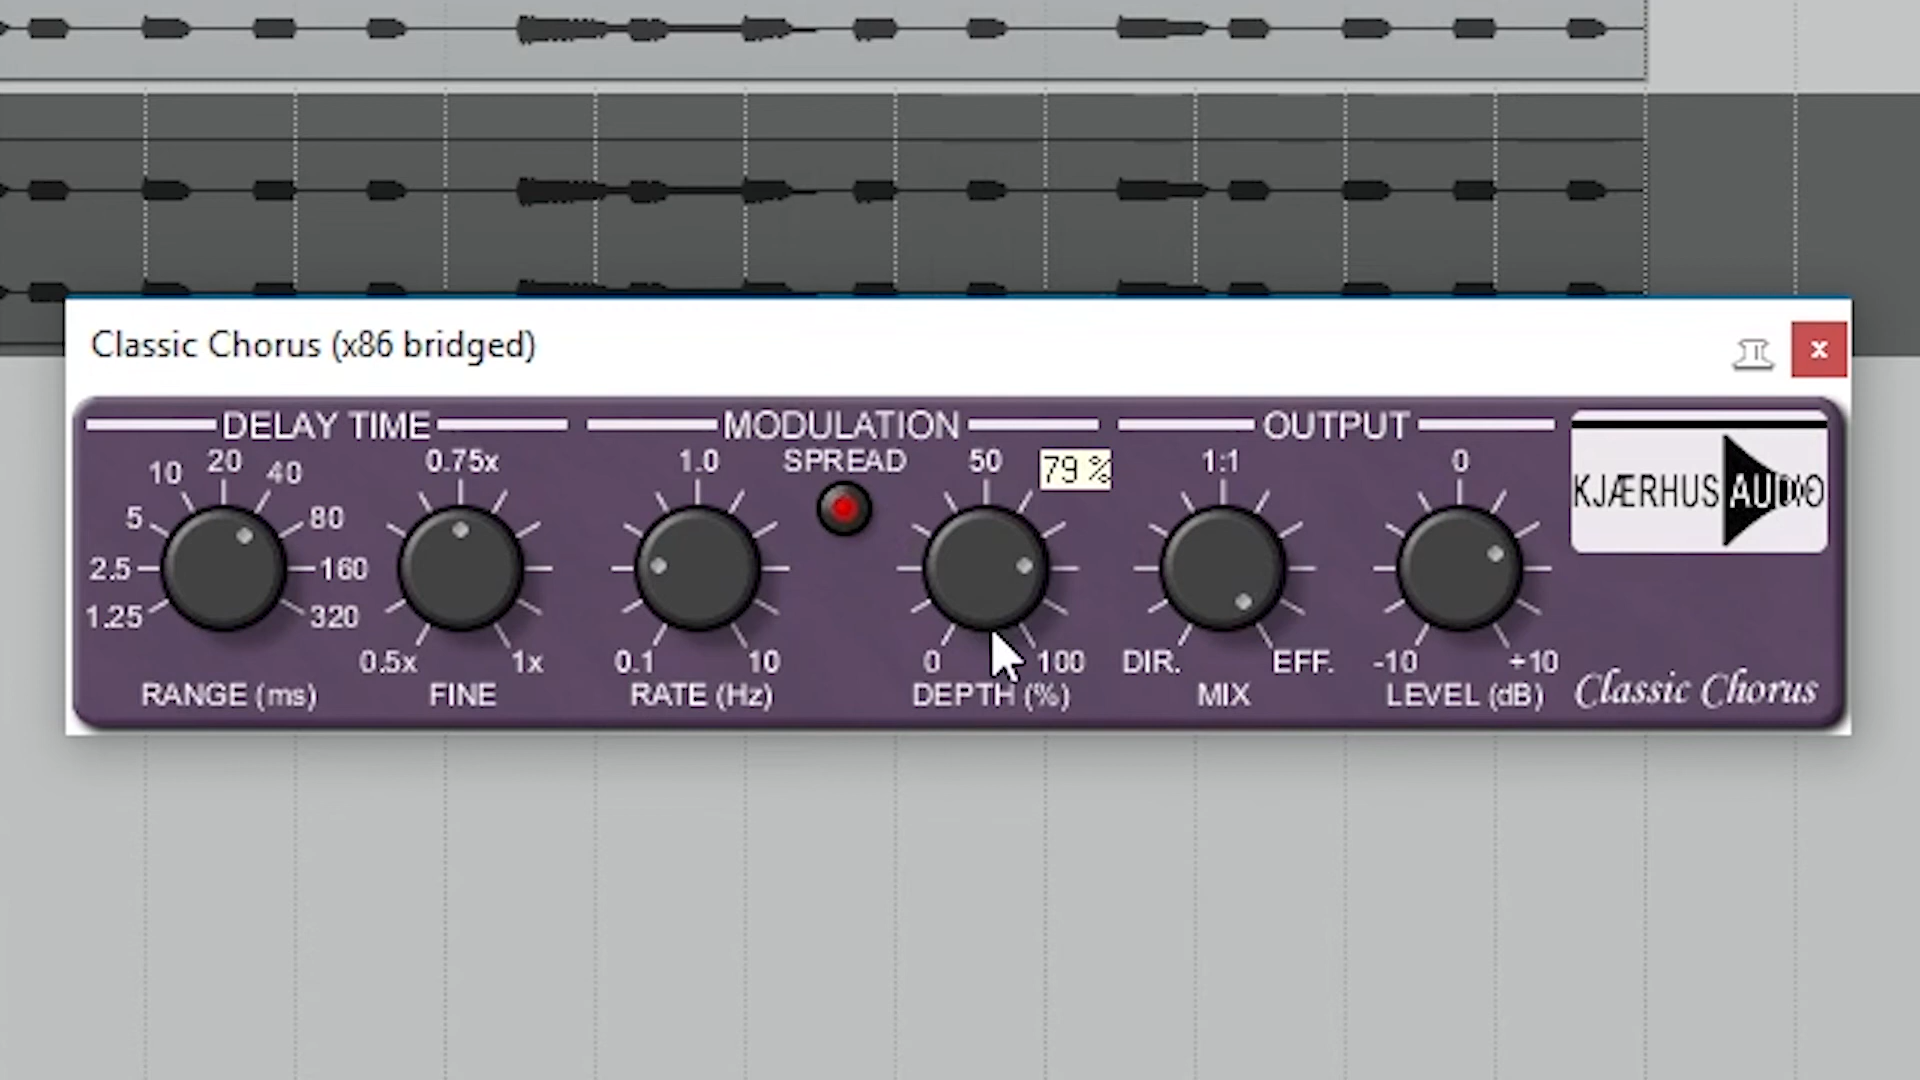 Classic Chorus (x86 bridged)
DELAY TIME
MODULATION
OUTPUT
10 20 40
5 80
2.5 160
1.25 320
RANGE (ms)
0.75x
0.5x 1x
FINE
1.0
0.1 10
RATE (Hz)
SPREAD
50
79 %
0 100
DEPTH (%)
1:1
DIR. EFF.
MIX
0
-10 +10
LEVEL (dB)
KJÆRHUS AUDIO
Classic Chorus